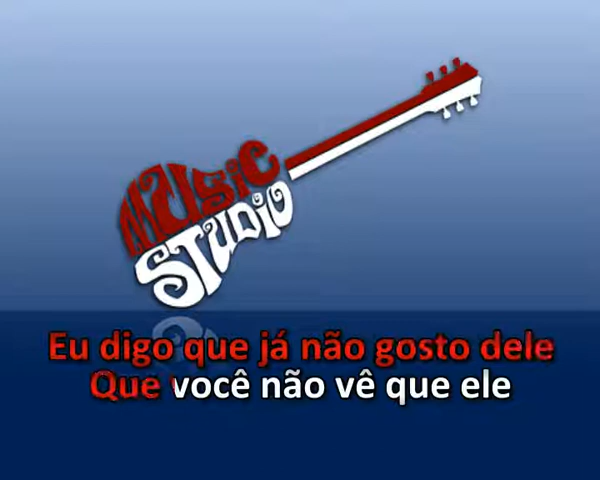 MUSIC
STUDIO
Eu digo que já não gosto dele
Que você não vê que ele